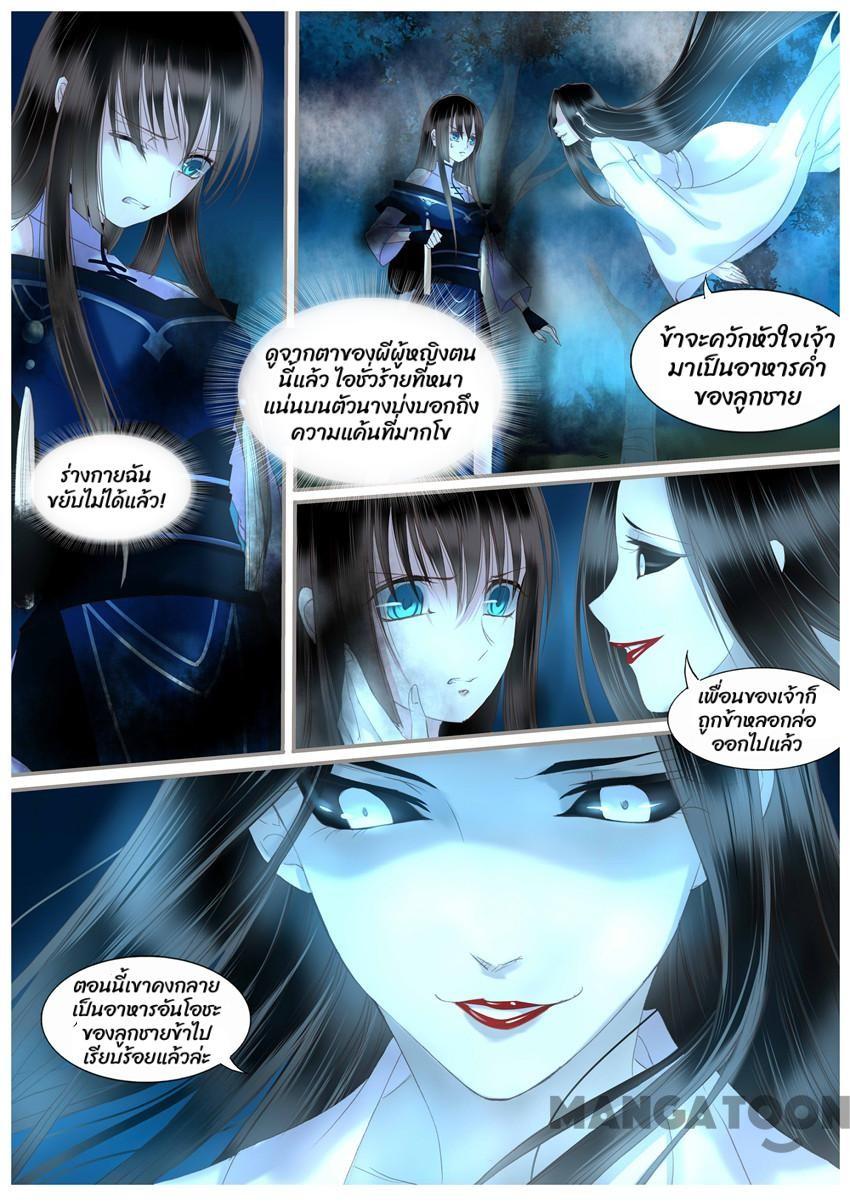 ร่างกายฉัน
ขยับไม่ได้แล้ว!
ดูจากตาของผีผู้หญิงตน
นี้แล้ว ไอชั่วร้ายที่หนา
แน่นบนตัวนางบ่งบอกถึง
ความแค้นที่มากโข
ข้าจะควักหัวใจเจ้า
มาเป็นอาหารค่ำ
ของลูกชาย
เพื่อนของเจ้าก็
ถูกข้าหลอกล่อ
ออกไปแล้ว
ตอนนี้เขาคงกลาย
เป็นอาหารอันโอชะ
ของลูกชายข้าไป
เรียบร้อยแล้วล่ะ
MANGATOON